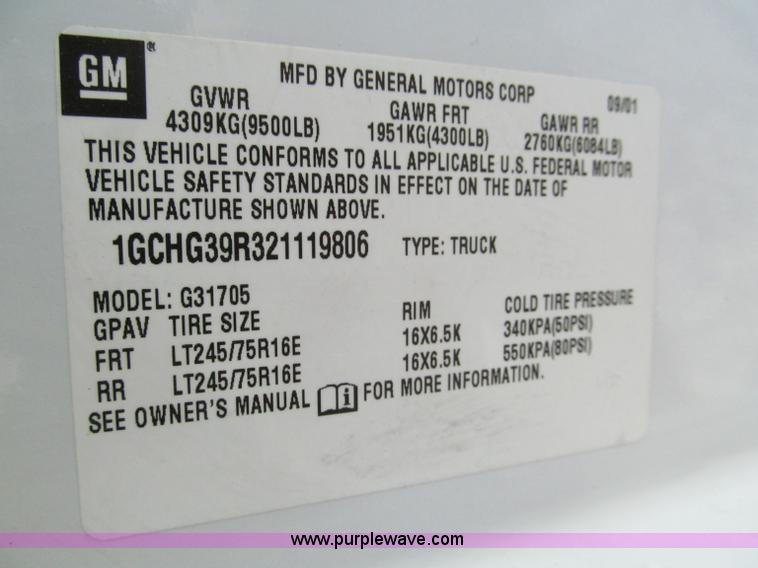 GM ®
MFD BY GENERAL MOTORS CORP 09/01
GVWR GAWR FRT GAWR RR
4309KG(9500LB) 1951KG(4300LB) 2760KG(6084LB)
THIS VEHICLE CONFORMS TO ALL APPLICABLE U.S. FEDERAL MOTOR
VEHICLE SAFETY STANDARDS IN EFFECT ON THE DATE OF
MANUFACTURE SHOWN ABOVE.
1GCHG39R321119806 TYPE: TRUCK
MODEL: G31705
GPAV TIRE SIZE RIM COLD TIRE PRESSURE
FRT LT245/75R16E 16X6.5K 340KPA(50PSI)
RR LT245/75R16E 16X6.5K 550KPA(80PSI)
SEE OWNER'S MANUAL i FOR MORE INFORMATION.
www.purplewave.com